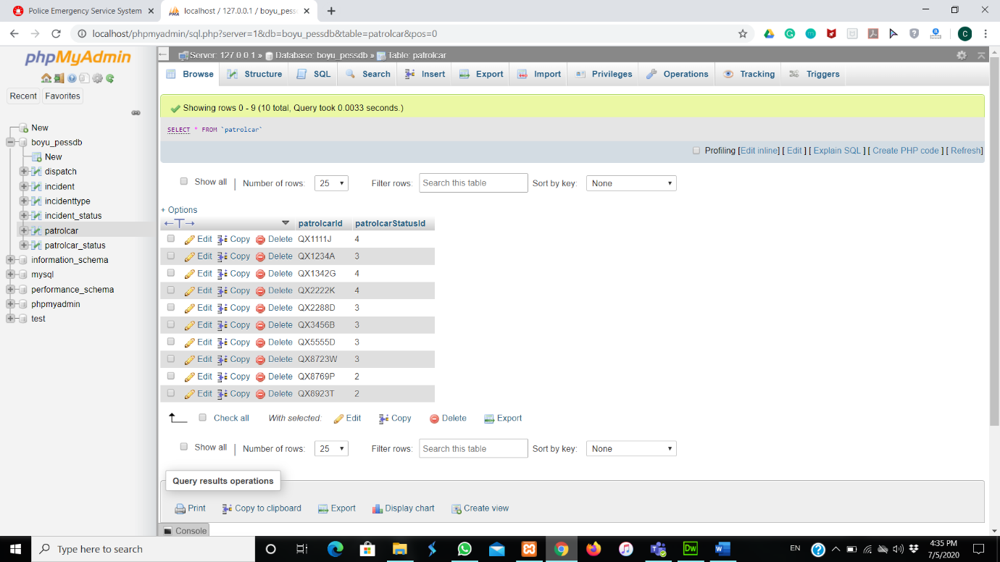 Police Emergency Service System
localhost / 127.0.0.1 / boyu_pess
localhost/phpmyadmin/sql.php?server=1&db=boyu_pessdb&table=patrolcar&pos=0
C
phpMyAdmin
Recent Favorites
New
boyu_pessdb
New
dispatch
incident
incidenttype
incident_status
patrolcar
patrolcar_status
information_schema
mysql
performance_schema
phpmyadmin
test
Server: 127.0.0.1 » Database: boyu_pessdb » Table: patrolcar
Browse Structure SQL Search Insert Export Import Privileges Operations Tracking Triggers
Showing rows 0 - 9 (10 total, Query took 0.0033 seconds.)
SELECT * FROM `patrolcar`
Profiling [Edit inline] [ Edit ] [ Explain SQL ] [ Create PHP code ] [ Refresh]
Show all | Number of rows: 25 Filter rows: Search this table Sort by key: None
+ Options
←T→ patrolcarId patrolcarStatusId
Edit Copy Delete QX1111J 4
Edit Copy Delete QX1234A 3
Edit Copy Delete QX1342G 4
Edit Copy Delete QX2222K 4
Edit Copy Delete QX2288D 3
Edit Copy Delete QX3456B 3
Edit Copy Delete QX5555D 3
Edit Copy Delete QX8723W 3
Edit Copy Delete QX8769P 2
Edit Copy Delete QX8923T 2
Check all With selected: Edit Copy Delete Export
Show all | Number of rows: 25 Filter rows: Search this table Sort by key: None
Query results operations
Print Copy to clipboard Export Display chart Create view
Console
Type here to search
Dw
EN
4:35 PM
7/5/2020